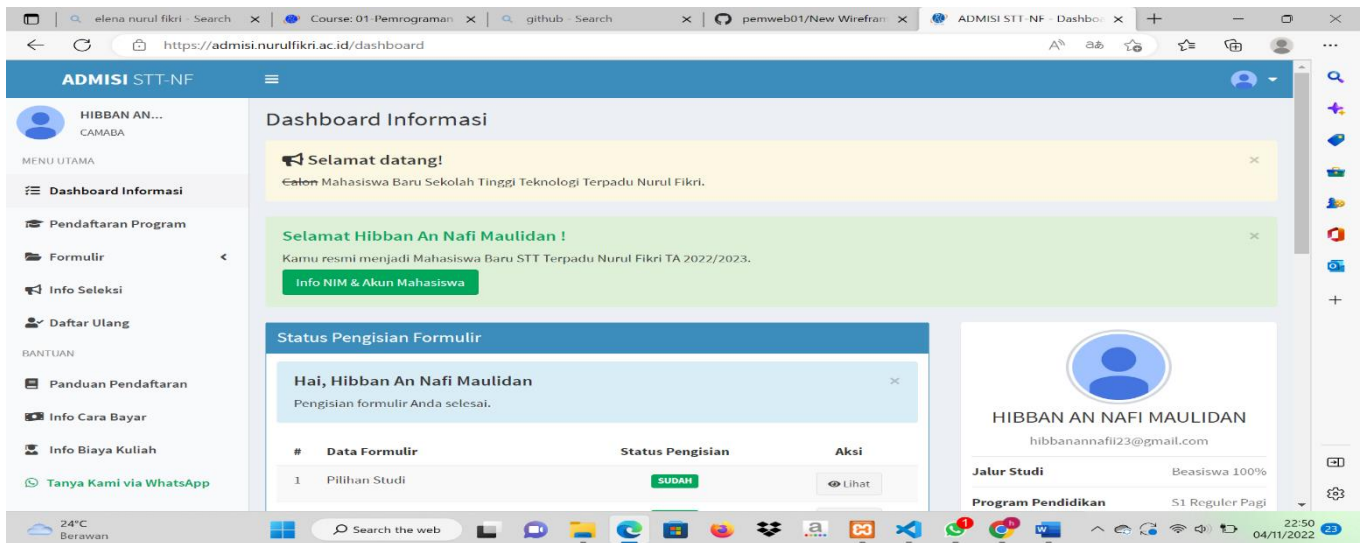 elena nurul fikri - Search
Course: 01-Pemrograman
github - Search
pemweb01/New Wirefram
ADMISI STT-NF - Dashboa
https://admisi.nurulfikri.ac.id/dashboard
ADMISI STT-NF
HIBBAN AN...
CAMABA
MENU UTAMA
Dashboard Informasi
Pendaftaran Program
Formulir
Info Seleksi
Daftar Ulang
BANTUAN
Panduan Pendaftaran
Info Cara Bayar
Info Biaya Kuliah
Tanya Kami via WhatsApp
Dashboard Informasi
Selamat datang!
Calon Mahasiswa Baru Sekolah Tinggi Teknologi Terpadu Nurul Fikri.
Selamat Hibban An Nafi Maulidan !
Kamu resmi menjadi Mahasiswa Baru STT Terpadu Nurul Fikri TA 2022/2023.
Info NIM & Akun Mahasiswa
Status Pengisian Formulir
Hai, Hibban An Nafi Maulidan
Pengisian formulir Anda selesai.
# Data Formulir Status Pengisian Aksi
1 Pilihan Studi SUDAH Lihat
HIBBAN AN NAFI MAULIDAN
hibbanannafii23@gmail.com
Jalur Studi Beasiswa 100%
Program Pendidikan S1 Reguler Pagi
24°C
Berawan
Search the web
22:50
04/11/2022
23